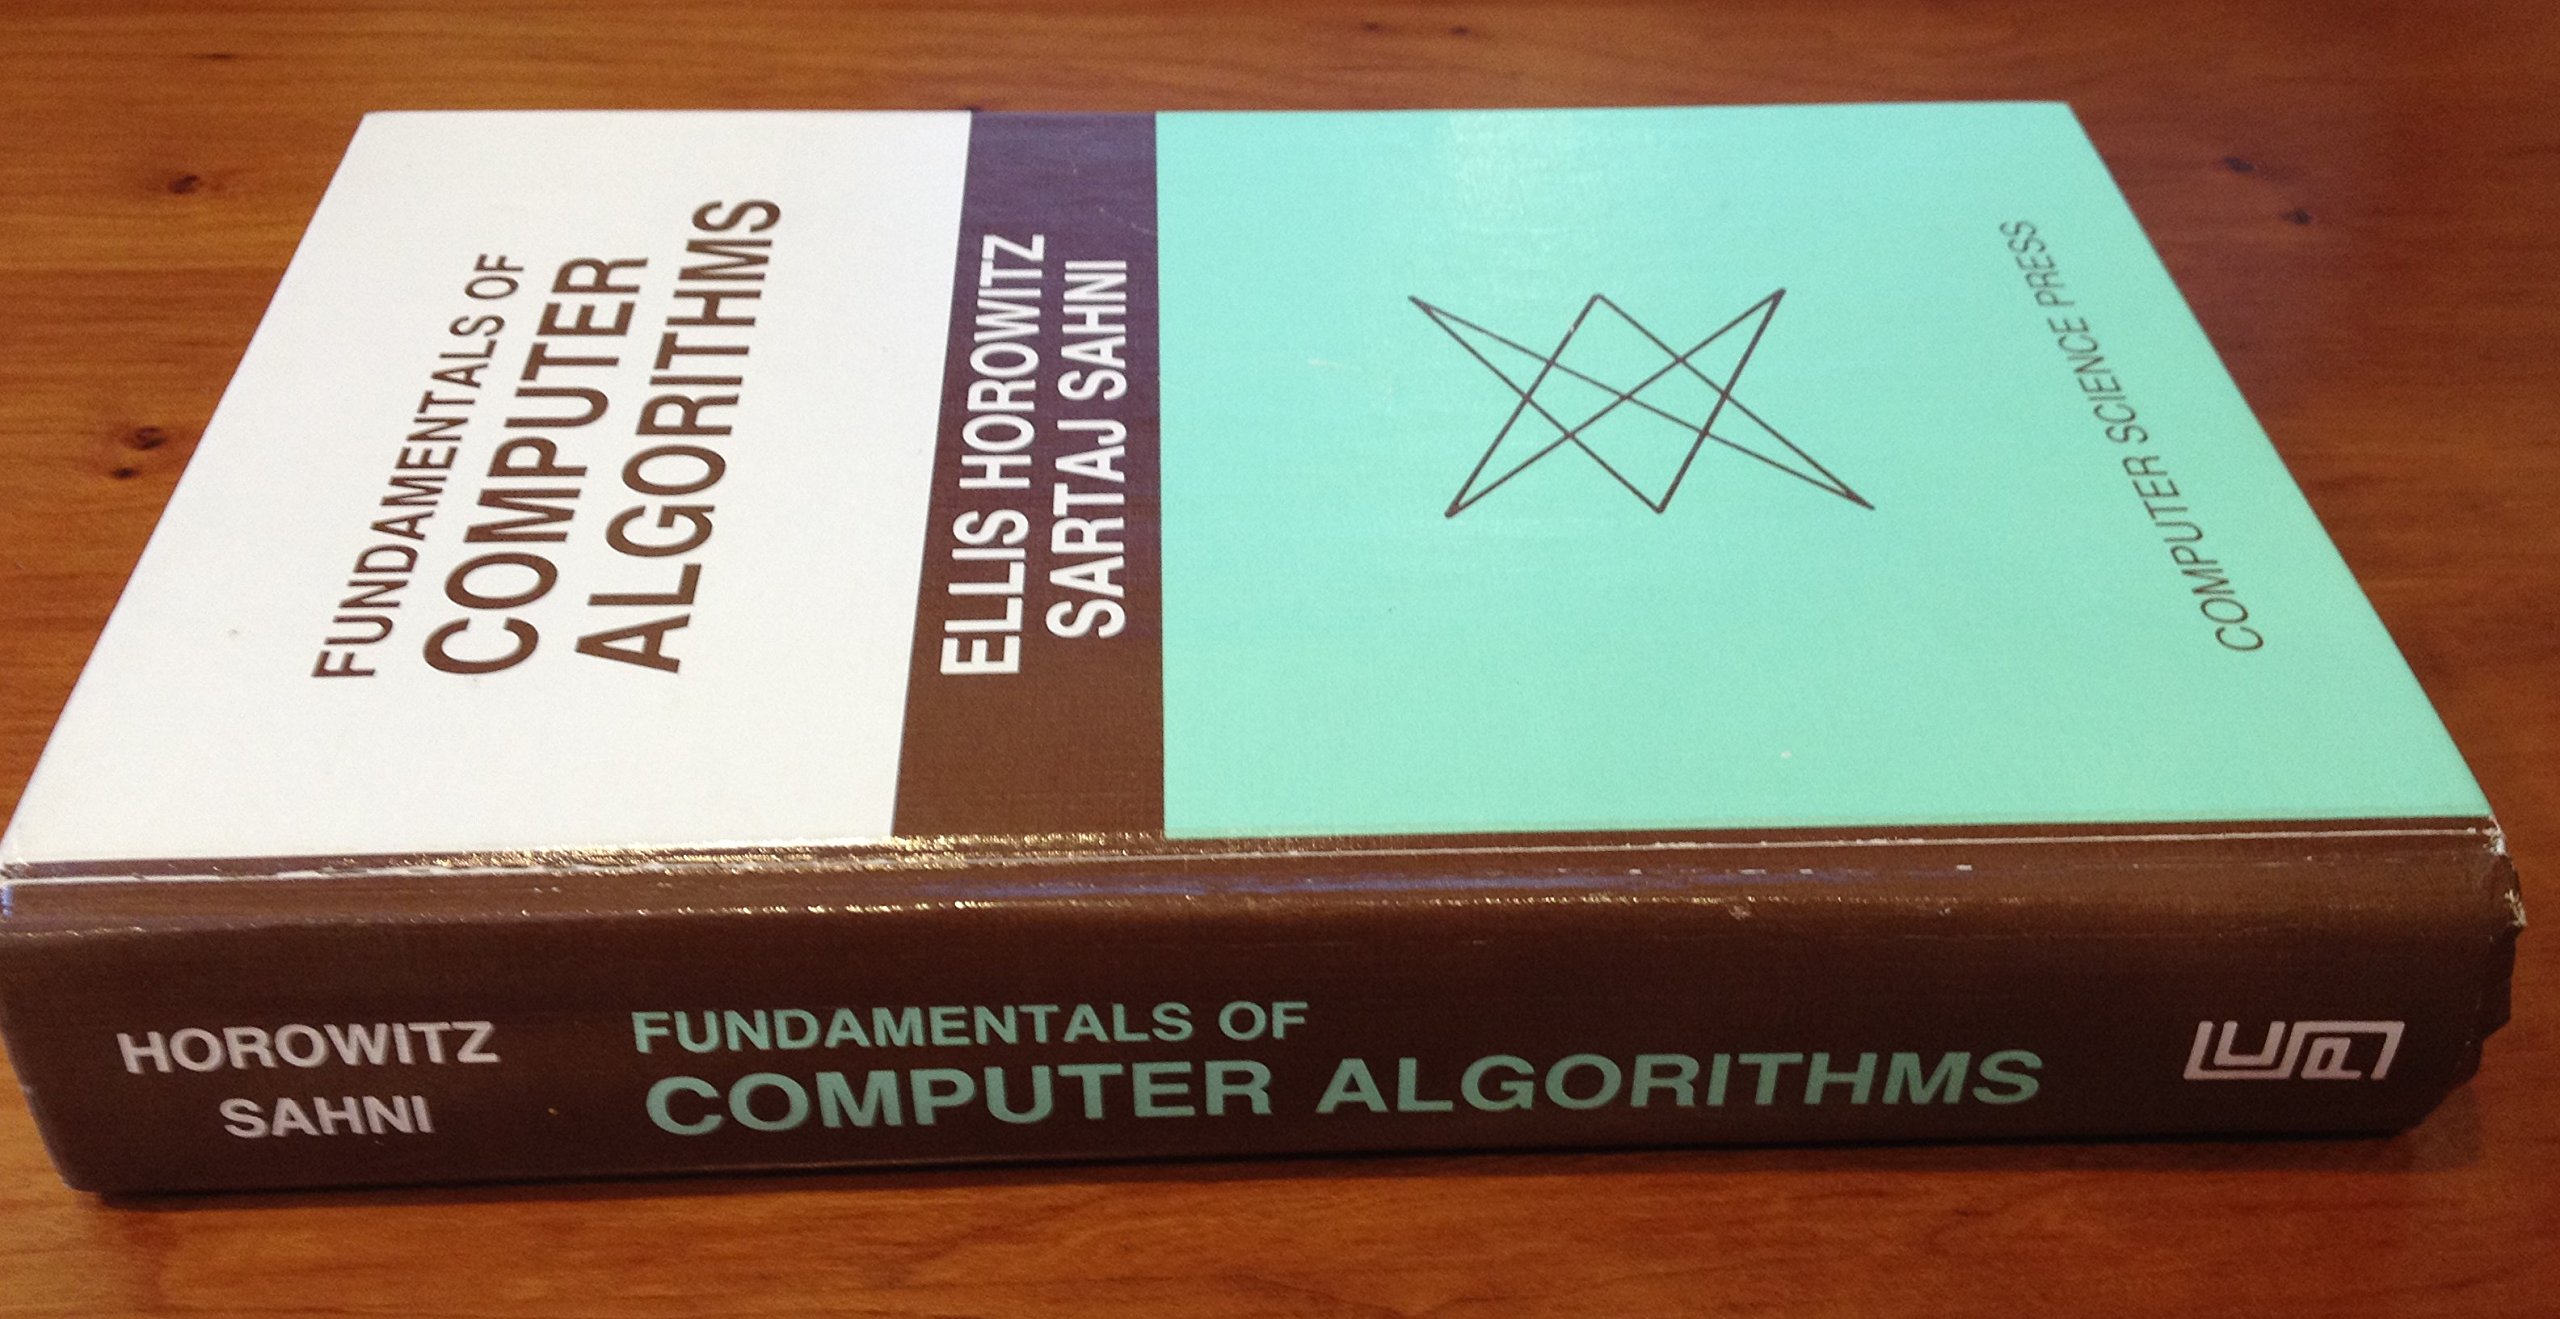 FUNDAMENTALS OF
COMPUTER
ALGORITHMS
ELLIS HOROWITZ
SARTAJ SAHNI
COMPUTER SCIENCE PRESS
HOROWITZ
SAHNI
FUNDAMENTALS OF
COMPUTER ALGORITHMS